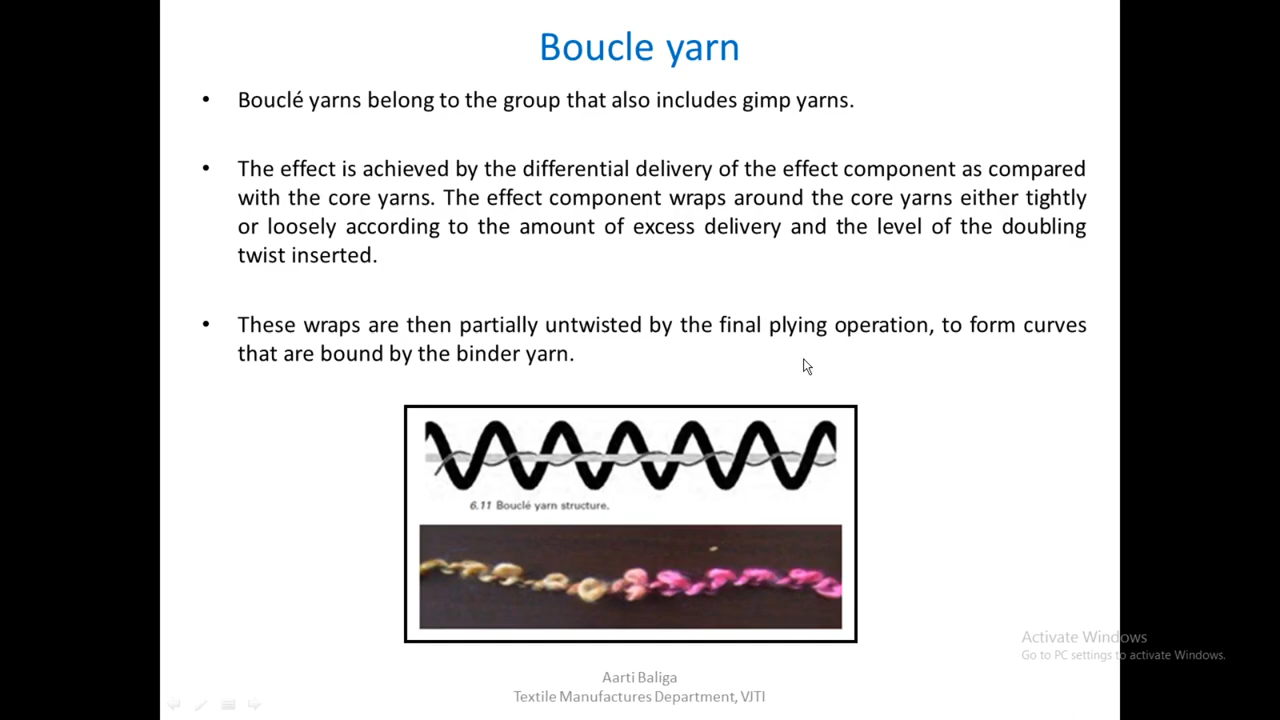 Boucle yarn
• Bouclé yarns belong to the group that also includes gimp yarns.
• The effect is achieved by the differential delivery of the effect component as compared
with the core yarns. The effect component wraps around the core yarns either tightly
or loosely according to the amount of excess delivery and the level of the doubling
twist inserted.
• These wraps are then partially untwisted by the final plying operation, to form curves
that are bound by the binder yarn.
6.11 Bouclé yarn structure.
Activate Windows
Go to PC settings to activate Windows.
Aarti Baliga
Textile Manufactures Department, VJTI